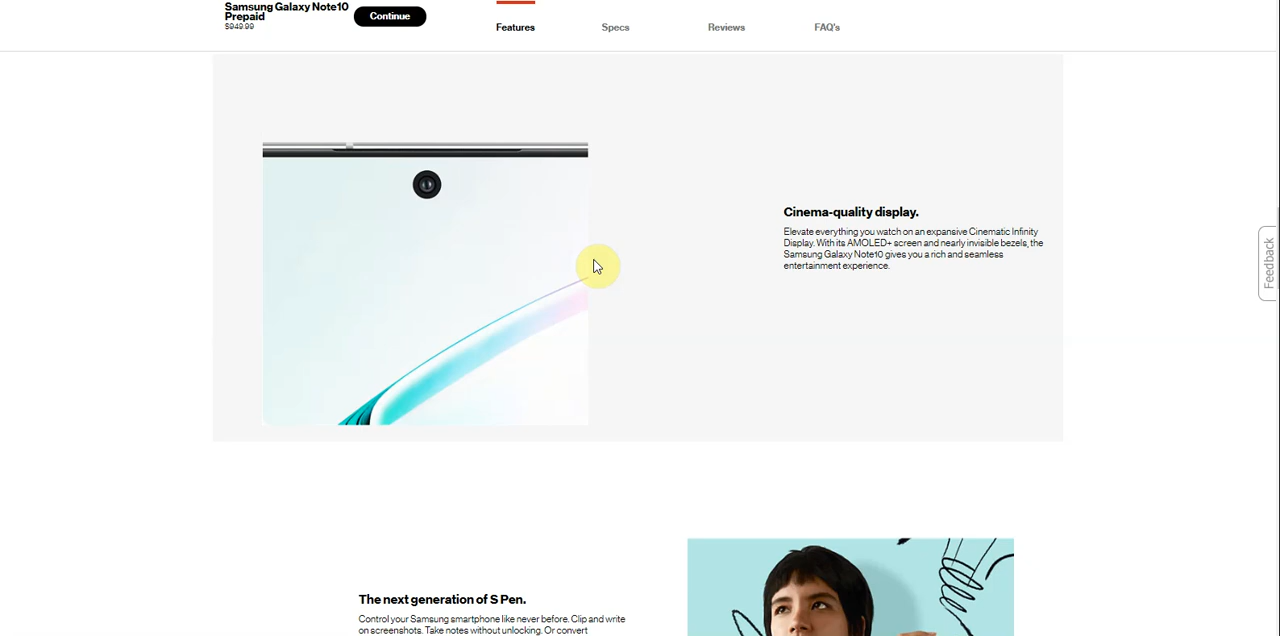 Samsung Galaxy Note10
Prepaid
$949.99
Continue
Features
Specs
Reviews
FAQ's
Cinema-quality display.
Elevate everything you watch on an expansive Cinematic Infinity
Display. With its AMOLED+ screen and nearly invisible bezels, the
Samsung Galaxy Note10 gives you a rich and seamless
entertainment experience.
Feedback
The next generation of S Pen.
Control your Samsung smartphone like never before. Clip and write
on screenshots. Take notes without unlocking. Or convert